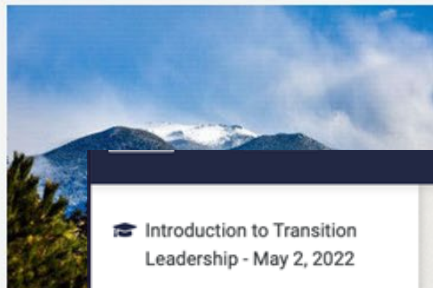 Introduction to Transition
Leadership - May 2, 2022